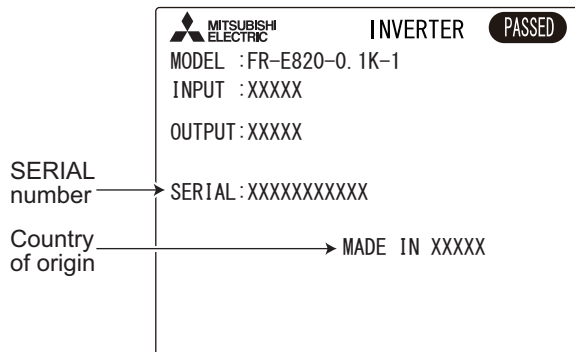 MITSUBISHI ELECTRIC INVERTER PASSED
MODEL :FR-E820-0.1K-1
INPUT :XXXXX
OUTPUT:XXXXX
SERIAL number
SERIAL:XXXXXXXXXXX
Country of origin
MADE IN XXXXX